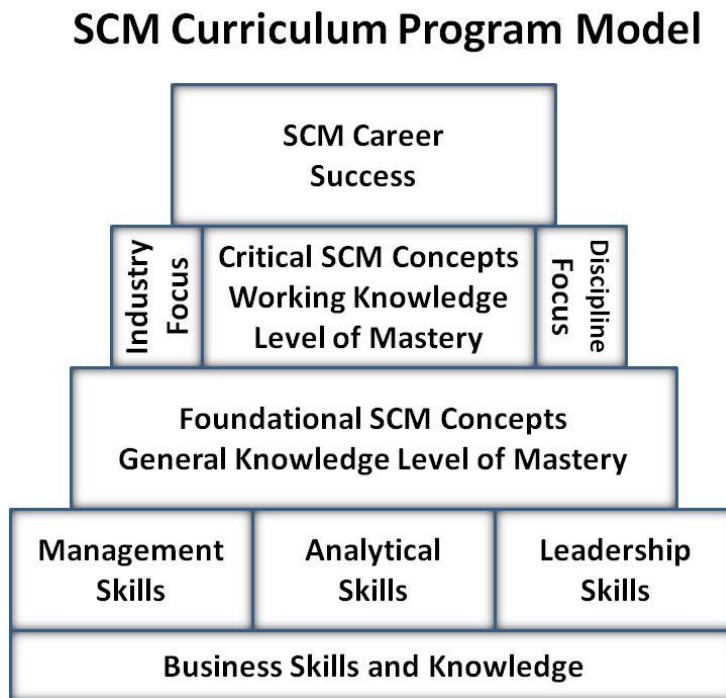 SCM Curriculum Program Model
SCM Career
Success
Industry
Focus
Critical SCM Concepts
Working Knowledge
Level of Mastery
Discipline
Focus
Foundational SCM Concepts
General Knowledge Level of Mastery
Management
Skills
Analytical
Skills
Leadership
Skills
Business Skills and Knowledge